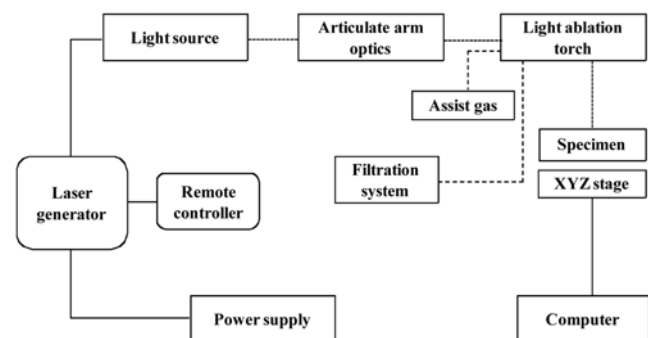 Light source
Articulate arm
optics
Light ablation
torch
Assist gas
Specimen
Filtration
system
XYZ stage
Laser
generator
Remote
controller
Power supply
Computer